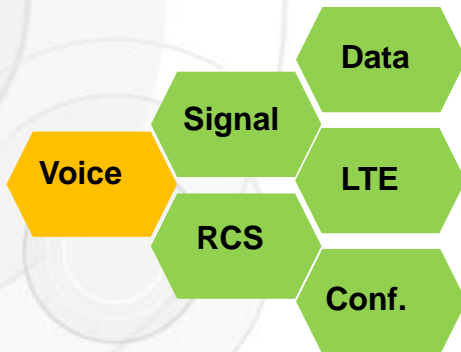 Data
Signal
Voice
LTE
RCS
Conf.